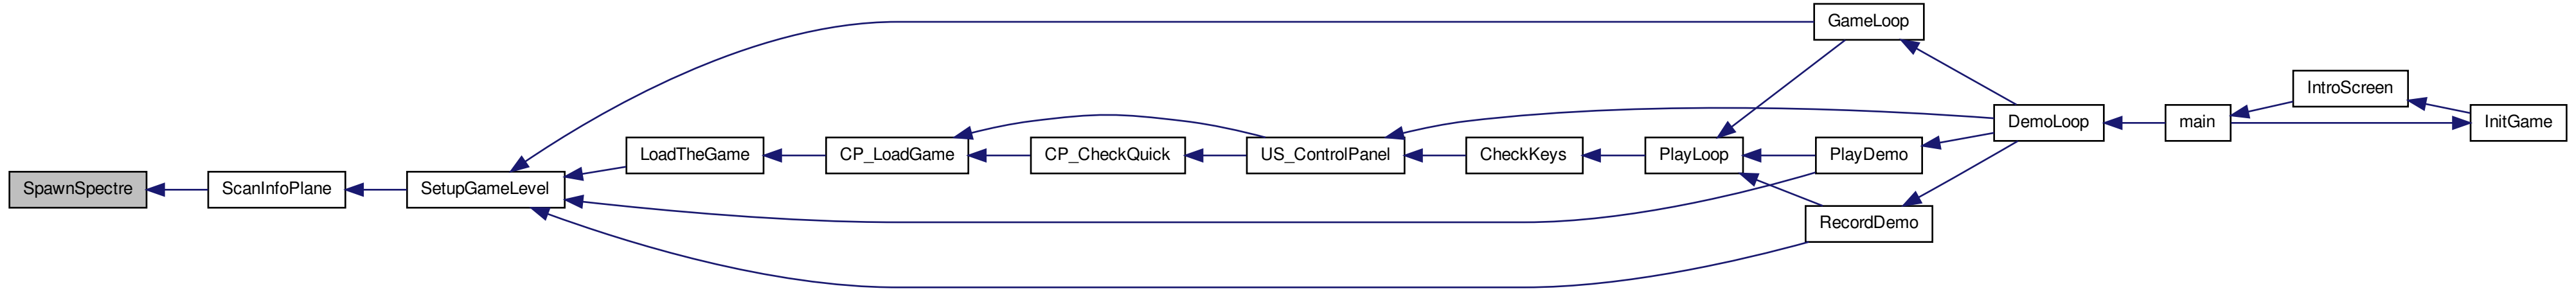 SpawnSpectre
ScanInfoPlane
SetupGameLevel
LoadTheGame
CP_LoadGame
CP_CheckQuick
US_ControlPanel
CheckKeys
PlayLoop
GameLoop
PlayDemo
RecordDemo
DemoLoop
main
IntroScreen
InitGame